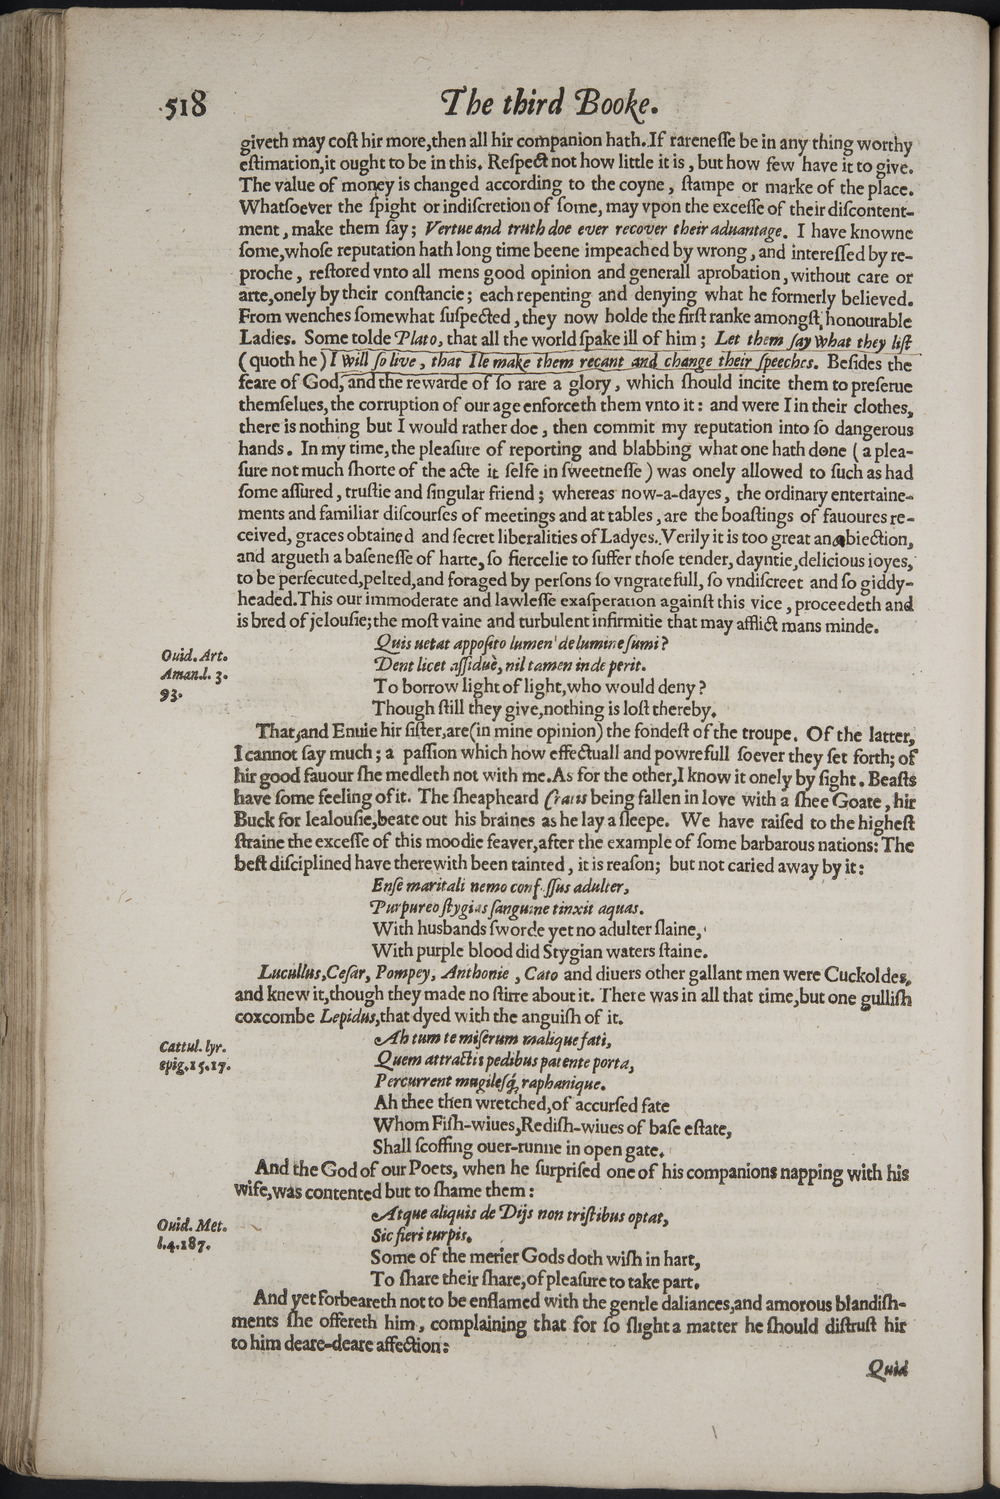 518
The third Booke.
giveth may coſt hir more,then all hir companion hath. If rareneſſe be in any thing worthy
eſtimation,it ought to be in this. Reſpect not how little it is , but how few have it to give.
The value of money is changed according to the coyne , ſtampe or marke of the place.
Whatſoever the ſpight or indiſcretion of ſome, may vpon the exceſſe of their diſcontent-
ment , make them ſay ; Vertue and truth doe ever recover their aduantage. I have knowne
ſome,whoſe reputation hath long time beene impeached by wrong , and intereſſed by re-
proche , reſtored vnto all mens good opinion and generall aprobation , without care or
arte,onely by their conſtancie ; each repenting and denying what he formerly believed.
From wenches ſomewhat ſuſpected , they now holde the firſt ranke amongſt honourable
Ladies. Some tolde Plato, that all the world ſpake ill of him ; Let them ſay what they liſt
( quoth he ) I will ſo live , that Ile make them recant and change their ſpeeches. Beſides the
feare of God, and the rewarde of ſo rare a glory , which ſhould incite them to preſerue
themſelues, the corruption of our age enforceth them vnto it : and were I in their clothes,
there is nothing but I would rather doe , then commit my reputation into ſo dangerous
hands . In my time, the pleaſure of reporting and blabbing what one hath done ( a plea-
ſure not much ſhorte of the acte it ſelfe in ſweetneſſe ) was onely allowed to ſuch as had
ſome aſſured , truſtie and ſingular friend ; whereas now-a-dayes , the ordinary entertaine-
ments and familiar diſcourſes of meetings and at tables , are the boaſtings of fauoures re-
ceived, graces obtained and ſecret liberalities of Ladyes. Verily it is too great an abiection,
and argueth a baſeneſſe of harte, ſo fiercelie to ſuffer thoſe tender, dayntie,delicious ioyes,
to be perſecuted,pelted,and foraged by perſons ſo vngratefull, ſo vndiſcreet and ſo giddy-
headed.This our immoderate and lawleſſe exaſperation againſt this vice , proceedeth and
is bred of jelouſie; the moſt vaine and turbulent infirmitie that may afflict mans minde.
Quis uetat appoſito lumen de lumine ſumi ?
Ouid. Art.
Dent licet aſſiduè, nil tamen inde perit.
Aman.l. 3.
To borrow light of light,who would deny ?
93.
Though ſtill they give,nothing is loſt thereby.
That,and Enuie hir ſiſter,are(in mine opinion) the fondeſt of the troupe. Of the latter,
I cannot ſay much ; a paſſion which how effectuall and powrefull ſoever they ſet forth; of
hir good fauour ſhe medleth not with me. As for the other,I know it onely by ſight . Beaſts
have ſome feeling of it. The ſheapheard Cratis being fallen in love with a ſhee Goate , hir
Buck for Iealouſie,beate out his braines as he lay a ſleepe. We have raiſed to the higheſt
ſtraine the exceſſe of this moodie feaver,after the example of ſome barbarous nations: The
beſt diſciplined have therewith been tainted , it is reaſon; but not caried away by it :
Enſe maritali nemo confeſſus adulter,
Purpureo ſtygias ſanguine tinxit aquas.
With husbands ſworde yet no adulter ſlaine,
With purple blood did Stygian waters ſtaine.
Lucullus, Ceſar, Pompey, Anthonie , Cato and diuers other gallant men were Cuckoldes,
and knew it,though they made no ſtirre about it. There was in all that time,but one gulliſh
coxcombe Lepidus,that dyed with the anguiſh of it.
Ah tum te miſerum malique fati,
Cattul. lyr.
Quem attractis pedibus patente porta,
epig.15.17.
Percurrent mugileſq́, raphanique.
Ah thee then wretched,of accurſed fate
Whom Fiſh-wiues,Rediſh-wiues of baſe eſtate,
Shall ſcoffing ouer-runne in open gate.
And the God of our Poets, when he ſurpriſed one of his companions napping with his
wife,was contented but to ſhame them :
Atque aliquis de Dijs non triſtibus optat,
Ouid. Met.
Sic fieri turpis.
l.4.187.
Some of the merier Gods doth wiſh in hart,
To ſhare their ſhare,of pleaſure to take part.
And yet forbeareth not to be enflamed with the gentle daliances,and amorous blandiſh-
ments ſhe offereth him , complaining that for ſo ſlight a matter he ſhould diſtruſt hir
to him deare-deare affection :
Quid